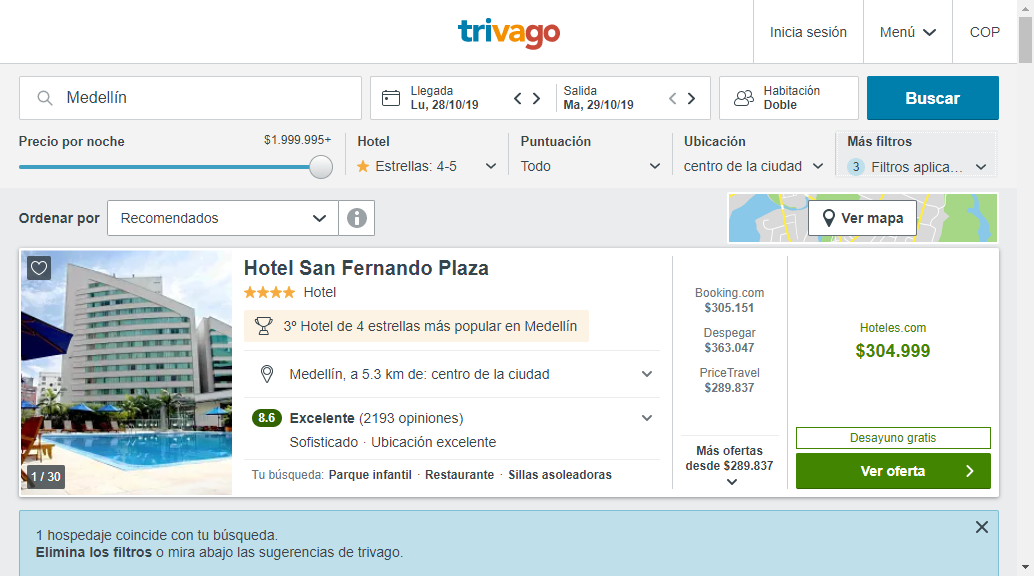 trivago
Inicia sesión
Menú
COP
Medellín
Llegada
Lu, 28/10/19
Salida
Ma, 29/10/19
Habitación
Doble
Buscar
Precio por noche
$1.999.995+
Hotel
Estrellas: 4-5
Puntuación
Todo
Ubicación
centro de la ciudad
Más filtros
3 Filtros aplica...
Ordenar por
Recomendados
Ver mapa
Hotel San Fernando Plaza
Hotel
3º Hotel de 4 estrellas más popular en Medellín
Medellín, a 5.3 km de: centro de la ciudad
8.6 Excelente (2193 opiniones)
Sofisticado · Ubicación excelente
Tu búsqueda: Parque infantil · Restaurante · Sillas asoleadoras
1 / 30
Booking.com
$305.151
Despegar
$363.047
PriceTravel
$289.837
Más ofertas
desde $289.837
Hoteles.com
$304.999
Desayuno gratis
Ver oferta
1 hospedaje coincide con tu búsqueda.
Elimina los filtros o mira abajo las sugerencias de trivago.